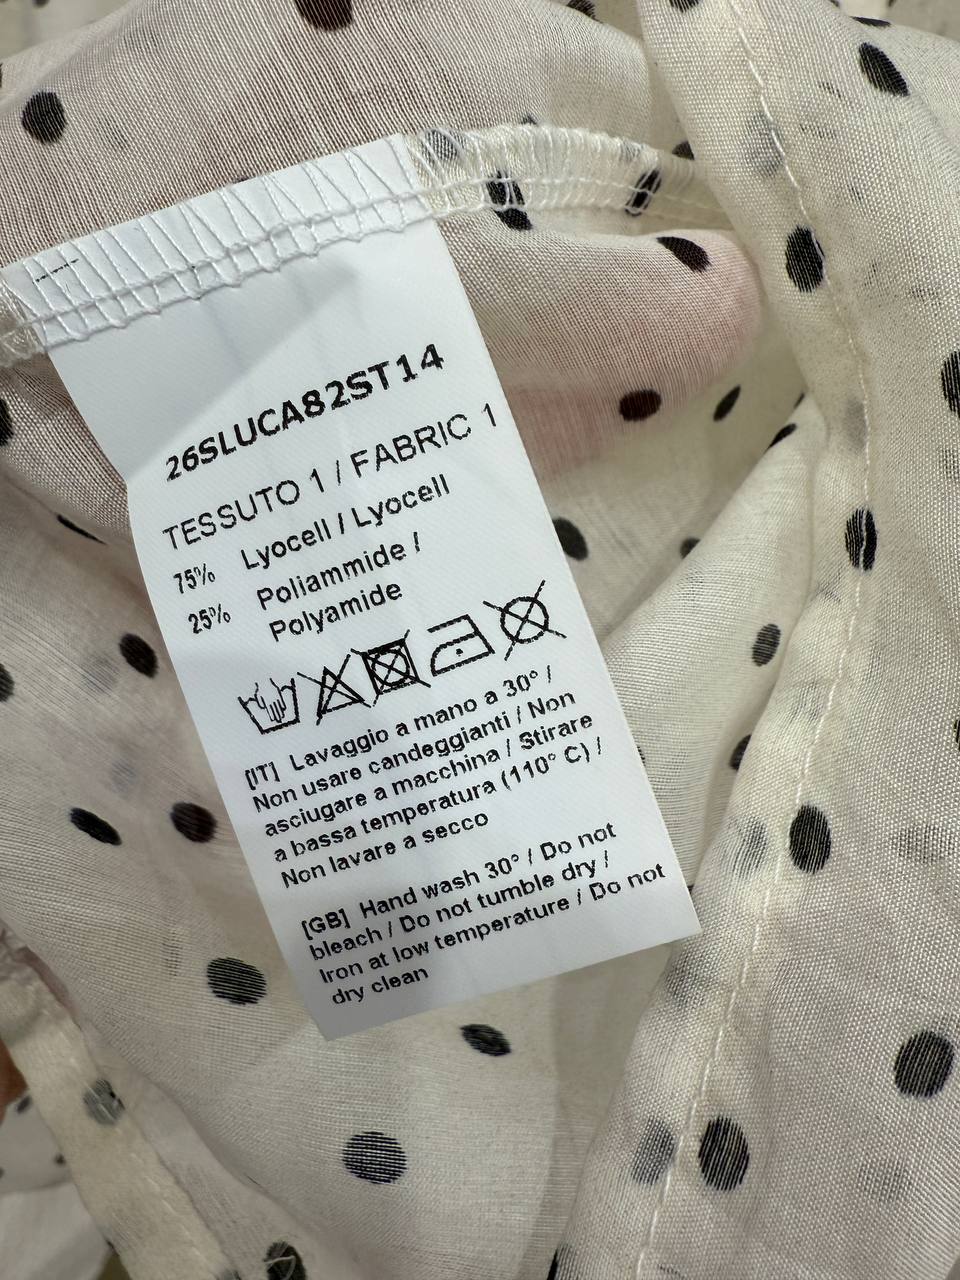 26SLUCA82ST14
TESSUTO 1 / FABRIC 1
75% Lyocell / Lyocell
25% Poliammide /
Polyamide
[IT] Lavaggio a mano a 30° /
Non usare candeggianti / Non
asciugare a macchina / Stirare
a bassa temperatura (110° C) /
Non lavare a secco
[GB] Hand wash 30° / Do not
bleach / Do not tumble dry /
Iron at low temperature / Do not
dry clean